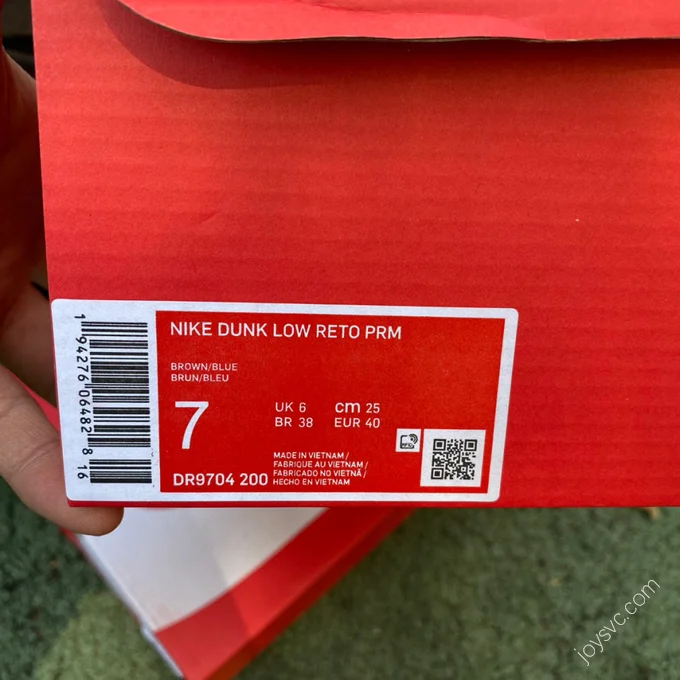 NIKE DUNK LOW RETO PRM
BROWN/BLUE
BRUN/BLEU
7
UK 6
cm 25
BR 38
EUR 40
DR9704 200
MADE IN VIETNAM/
FABRIQUE AU VIETNAM/
FABRICADO NO VIETNÃ/
HECHO EN VIETNAM
1 94276 06482 8 16
joysvc.com